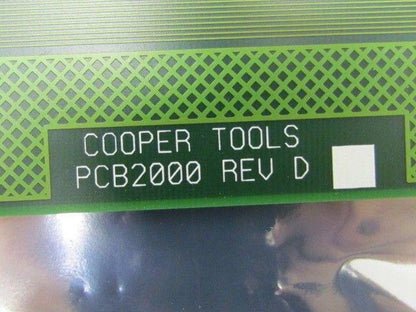 COOPER TOOLS
PCB2000 REV D